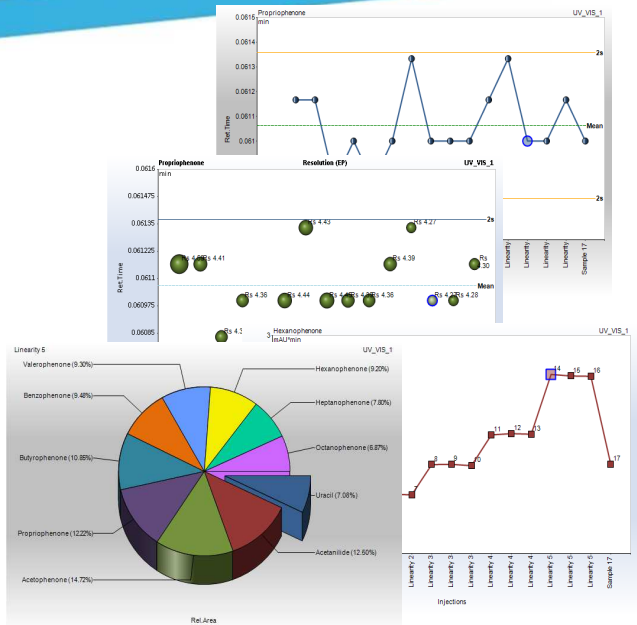 0.0615
Propriophenone
UV_VIS_1
min
0.0614
2s
0.0613
0.0612
0.0611
Mean
0.061
Ret.Time
2s
Linearity
Linearity
Linearity
Linearity
Sample 17
0.0616
Propriophenone
Resolution (EP)
UV_VIS_1
min
0.061475
0.06135
2s
Rs 4.43
Rs 4.27
0.061225
Rs 4.41
Rs 4.39
Rs
4.30
Ret.Time
0.0611
Mean
0.060975
Rs 4.36
Rs 4.44
Rs 4.36
Rs 4.28
0.06085
Hexanophenone
UV_VIS_1
mAU*min
14
15
16
11
12
13
8
9
10
17
7
Linearity 2
Linearity 3
Linearity 3
Linearity 3
Linearity 4
Linearity 4
Linearity 4
Linearity 5
Linearity 5
Linearity 5
Sample 17
Injections
Linearity 5
UV_VIS_1
Valerophenone (9.30%)
Hexanophenone (9.20%)
Benzophenone (9.48%)
Heptanophenone (7.80%)
Butyrophenone (10.85%)
Octanophenone (6.87%)
Uracil (7.08%)
Propriophenone (12.22%)
Acetanilide (12.60%)
Acetophenone (14.72%)
Rel.Area